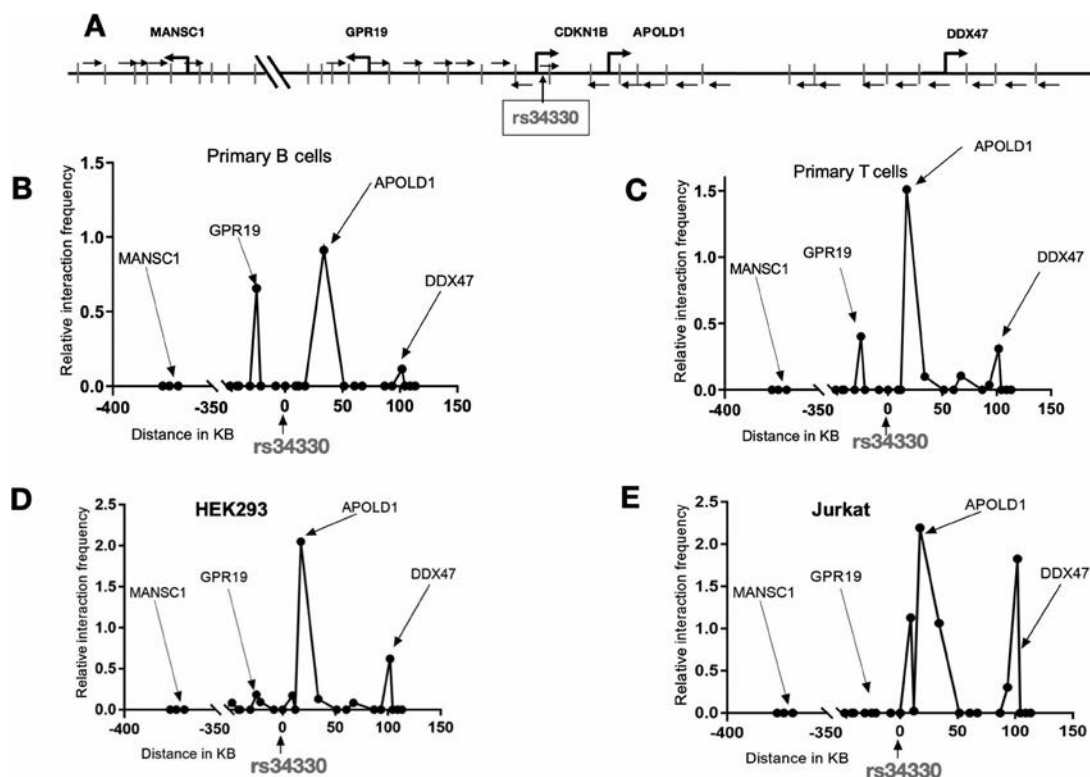 A
MANSC1 GPR19 CDKN1B APOLD1 DDX47
rs34330
B
Primary B cells
Relative interaction frequency
1.5
1.0
0.5
0.0
MANSC1
GPR19
APOLD1
DDX47
-400 -350 0 50 100 150
Distance in KB
rs34330
C
Primary T cells
Relative interaction frequency
1.5
1.0
0.5
0.0
MANSC1
GPR19
APOLD1
DDX47
-400 -350 0 50 100 150
Distance in KB
rs34330
D
HEK293
Relative interaction frequency
2.5
2.0
1.5
1.0
0.5
0.0
MANSC1
GPR19
APOLD1
DDX47
-400 -350 0 50 100 150
Distance in KB
rs34330
E
Jurkat
Relative interaction frequency
2.5
2.0
1.5
1.0
0.5
0.0
MANSC1
GPR19
APOLD1
DDX47
-400 -350 0 50 100 150
Distance in KB
rs34330